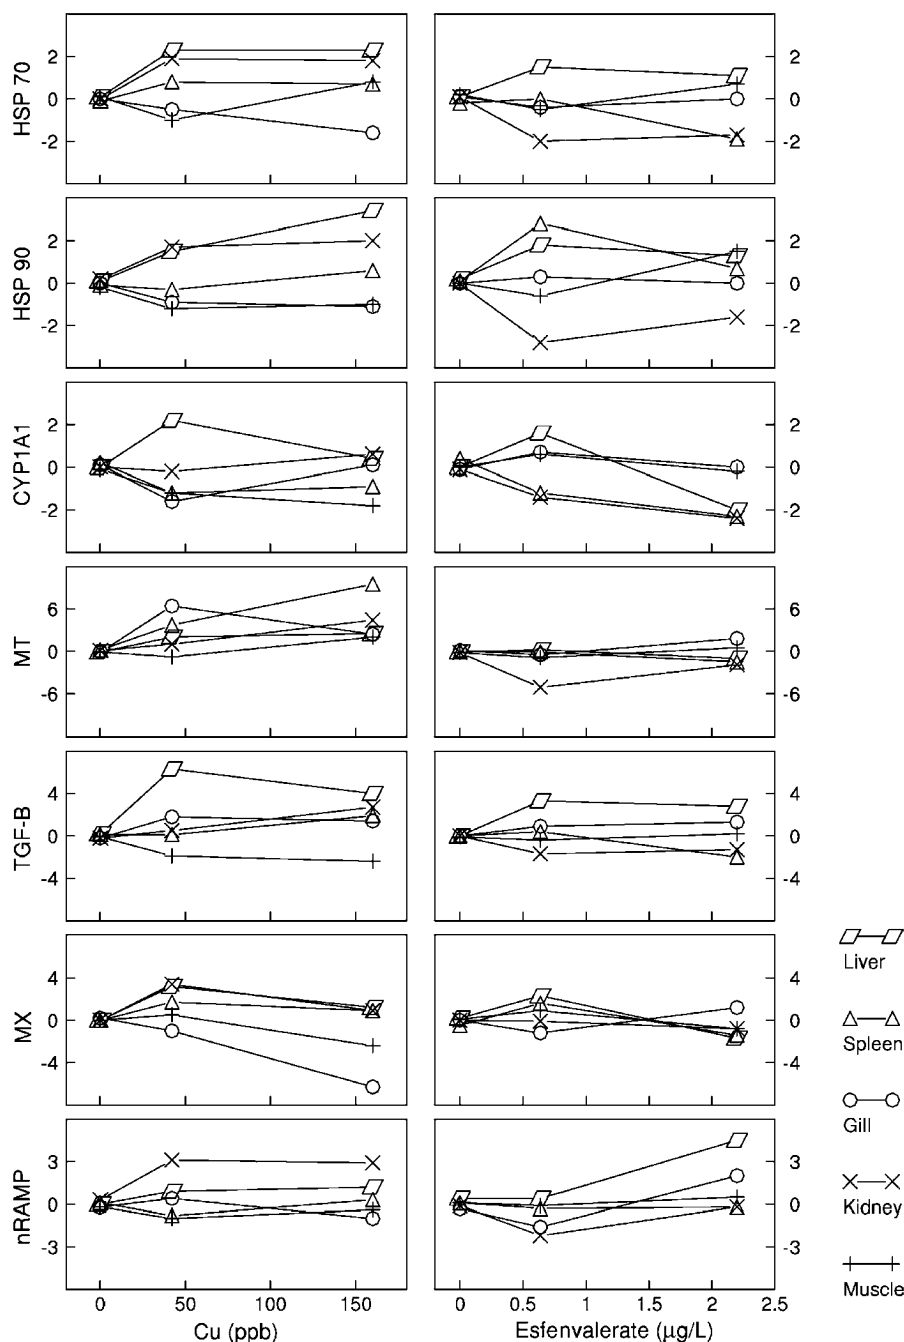 HSP 70
2
0
-2
2
0
-2
HSP 90
2
0
-2
2
0
-2
CYP1A1
2
0
-2
2
0
-2
MT
6
0
-6
6
0
-6
TGF-B
4
0
-4
4
0
-4
MX
4
0
-4
4
0
-4
nRAMP
3
0
-3
3
0
-3
0 50 100 150
Cu (ppb)
0 0.5 1 1.5 2 2.5
Esfenvalerate (µg/L)
Liver
Spleen
Gill
Kidney
Muscle